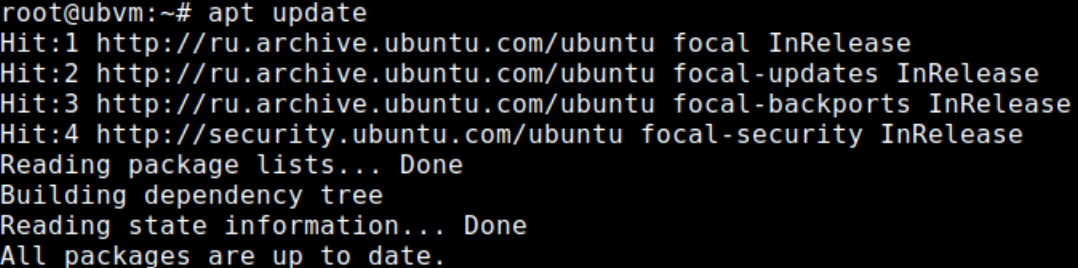 root@ubvm:~# apt update
Hit:1 http://ru.archive.ubuntu.com/ubuntu focal InRelease
Hit:2 http://ru.archive.ubuntu.com/ubuntu focal-updates InRelease
Hit:3 http://ru.archive.ubuntu.com/ubuntu focal-backports InRelease
Hit:4 http://security.ubuntu.com/ubuntu focal-security InRelease
Reading package lists... Done
Building dependency tree
Reading state information... Done
All packages are up to date.